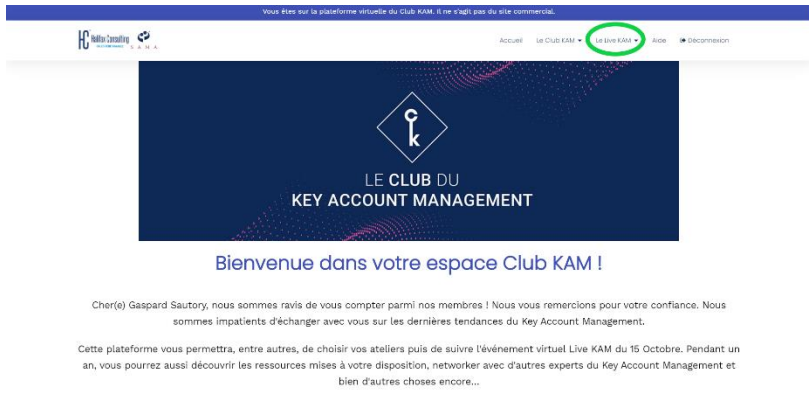 Vous êtes sur la plateforme virtuelle du Club KAM. Il ne s'agit pas du site commercial.
HC Halifax Consulting
S A M A
Accueil Le Club KAM Le Live KAM Aide Déconnexion
c
k
LE CLUB DU
KEY ACCOUNT MANAGEMENT
Bienvenue dans votre espace Club KAM !
Cher(e) Gaspard Sautory, nous sommes ravis de vous compter parmi nos membres ! Nous vous remercions pour votre confiance. Nous
sommes impatients d'échanger avec vous sur les dernières tendances du Key Account Management.
Cette plateforme vous permettra, entre autres, de choisir vos ateliers puis de suivre l'événement virtuel Live KAM du 15 Octobre. Pendant un
an, vous pourrez aussi découvrir les ressources mises à votre disposition, networker avec d'autres experts du Key Account Management et
bien d'autres choses encore...